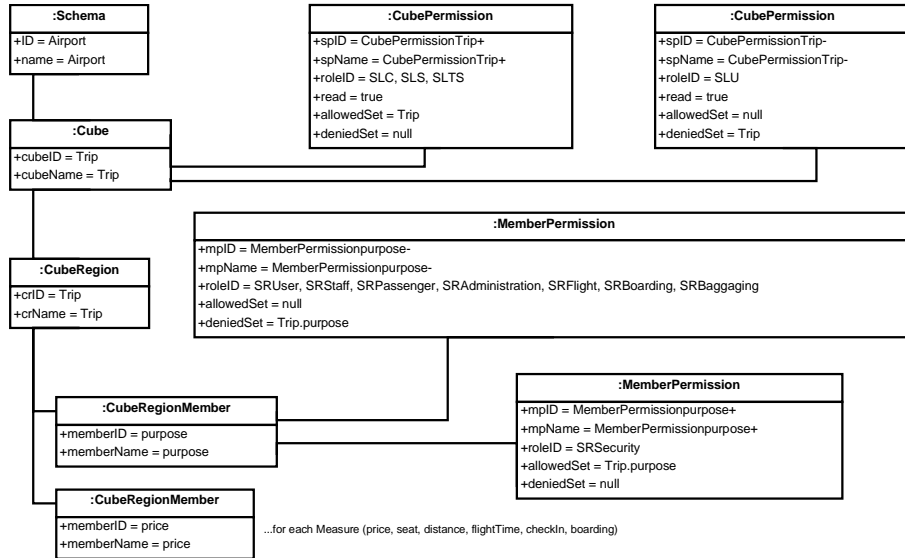 :Schema
+ID = Airport
+name = Airport
:CubePermission
+spID = CubePermissionTrip+
+spName = CubePermissionTrip+
+roleID = SLC, SLS, SLTS
+read = true
+allowedSet = Trip
+deniedSet = null
:CubePermission
+spID = CubePermissionTrip-
+spName = CubePermissionTrip-
+roleID = SLU
+read = true
+allowedSet = null
+deniedSet = Trip
:Cube
+cubeID = Trip
+cubeName = Trip
:MemberPermission
+mpID = MemberPermissionpurpose-
+mpName = MemberPermissionpurpose-
+roleID = SRUser, SRStaff, SRPassenger, SRAdministration, SRFlight, SRBoarding, SRBaggaging
+allowedSet = null
+deniedSet = Trip.purpose
:CubeRegion
+crID = Trip
+crName = Trip
:MemberPermission
+mpID = MemberPermissionpurpose+
+mpName = MemberPermissionpurpose+
+roleID = SRSecurity
+allowedSet = Trip.purpose
+deniedSet = null
:CubeRegionMember
+memberID = purpose
+memberName = purpose
:CubeRegionMember
+memberID = price
+memberName = price
...for each Measure (price, seat, distance, flightTime, checkIn, boarding)